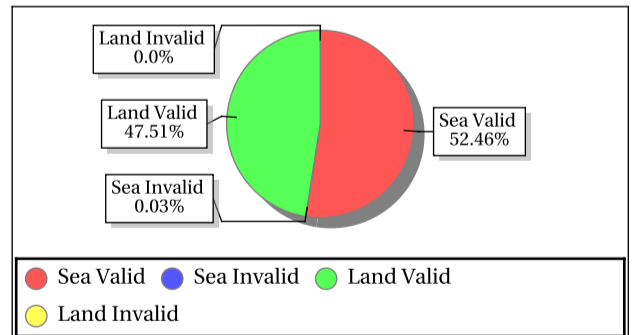 Land Invalid
0.0%
Land Valid
47.51%
Sea Valid
52.46%
Sea Invalid
0.03%
Sea Valid Sea Invalid Land Valid
Land Invalid